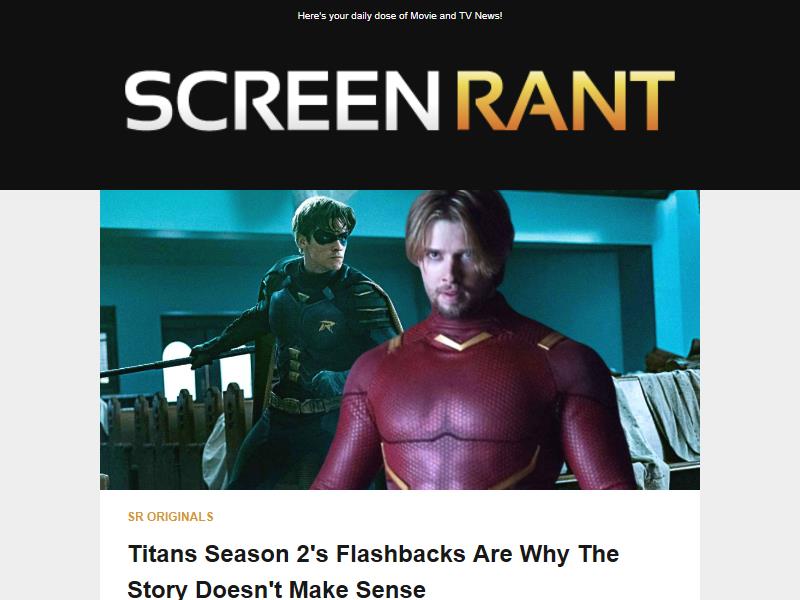 Here's your daily dose of Movie and TV News!
SCREEN RANT
R
SR ORIGINALS
Titans Season 2's Flashbacks Are Why The
Story Doesn't Make Sense